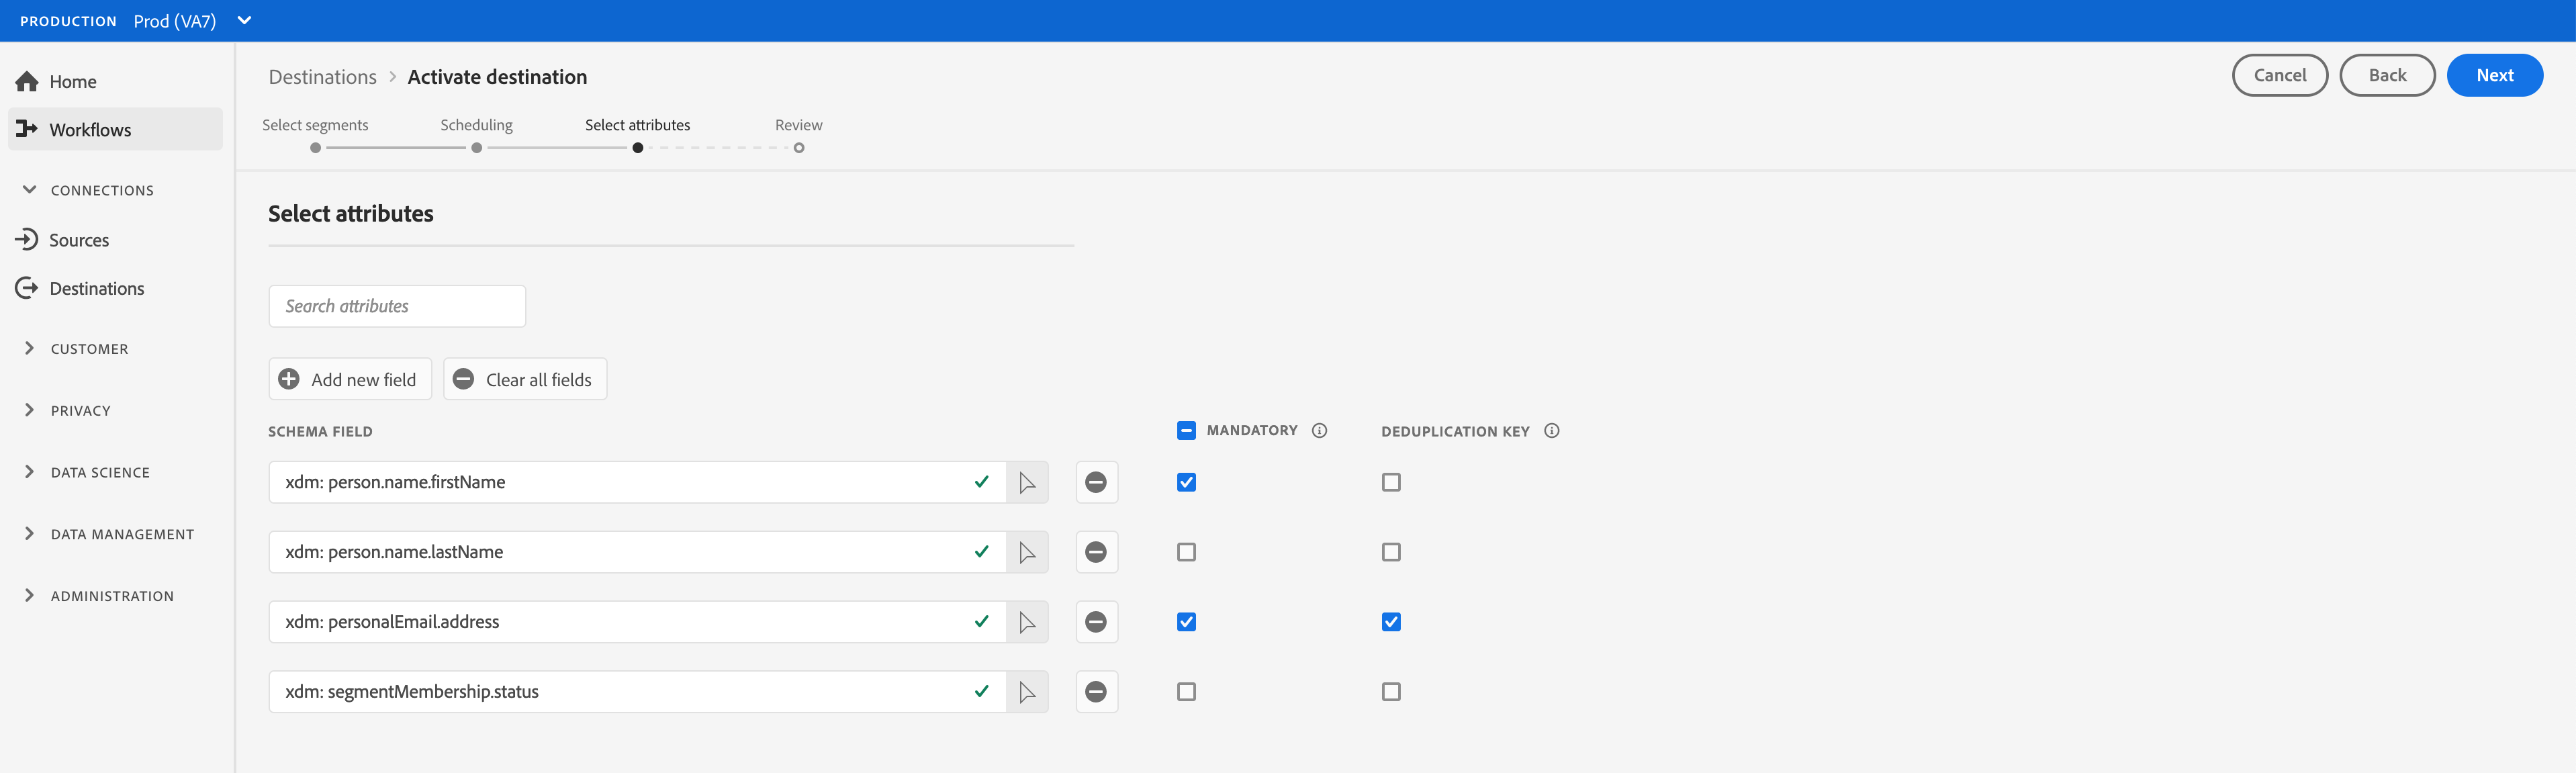 PRODUCTION Prod (VA7)
Home
Workflows
CONNECTIONS
Sources
Destinations
CUSTOMER
PRIVACY
DATA SCIENCE
DATA MANAGEMENT
ADMINISTRATION
Destinations > Activate destination
Cancel Back Next
Select segments Scheduling Select attributes Review
Select attributes
Search attributes
Add new field Clear all fields
SCHEMA FIELD MANDATORY DEDUPLICATION KEY
xdm: person.name.firstName
xdm: person.name.lastName
xdm: personalEmail.address
xdm: segmentMembership.status